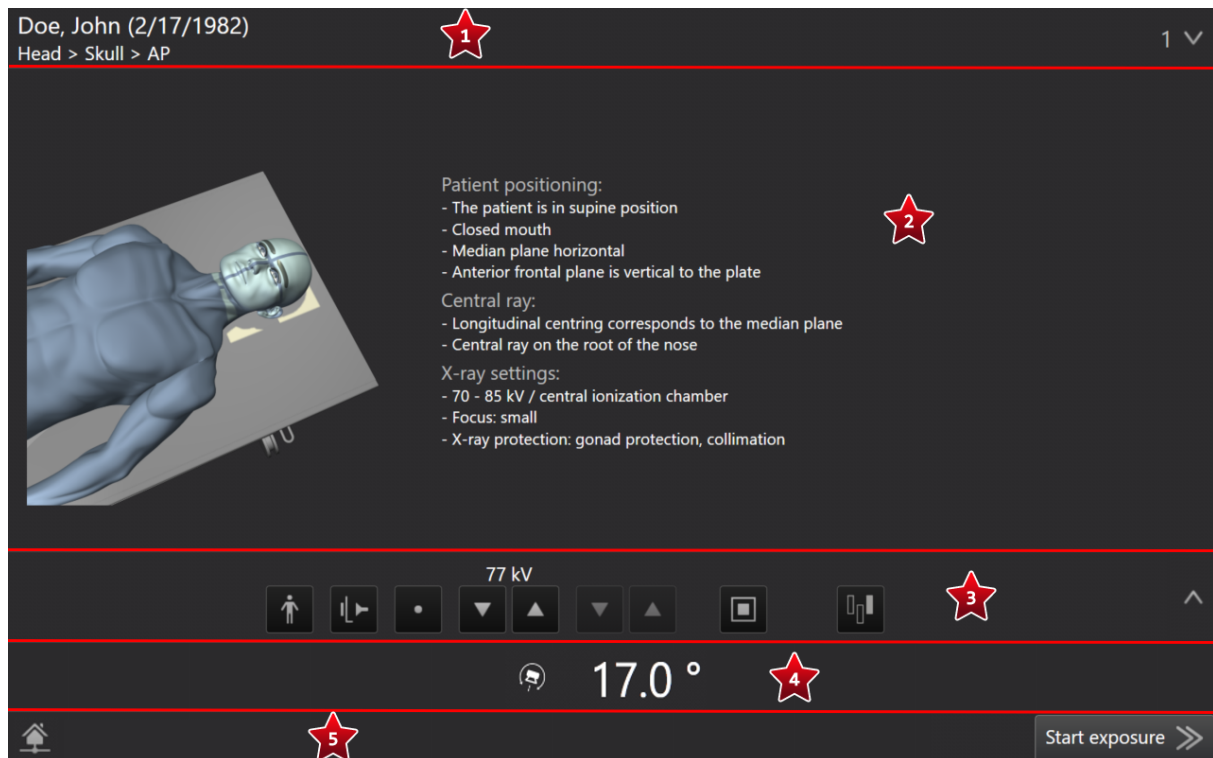 Doe, John (2/17/1982)
Head > Skull > AP
1
1
Patient positioning:
- The patient is in supine position
- Closed mouth
- Median plane horizontal
- Anterior frontal plane is vertical to the plate
2
Central ray:
- Longitudinal centring corresponds to the median plane
- Central ray on the root of the nose
X-ray settings:
- 70 - 85 kV / central ionization chamber
- Focus: small
- X-ray protection: gonad protection, collimation
77 kV
3
17.0 °
4
5
Start exposure